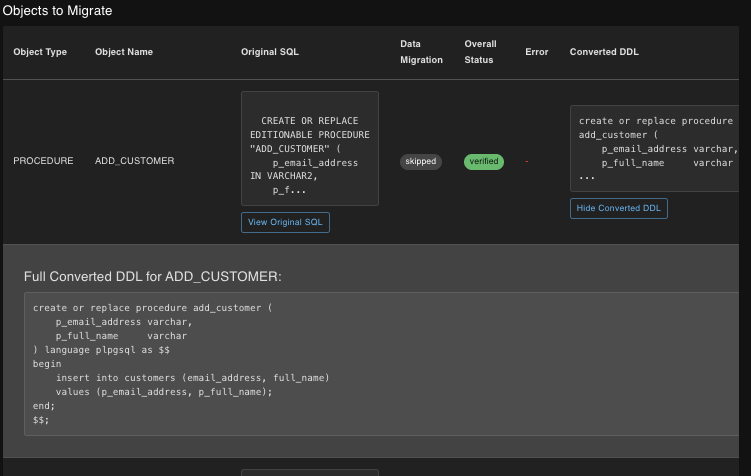 Objects to Migrate
Object Type Object Name Original SQL Data Migration Overall Status Error Converted DDL
CREATE OR REPLACE
EDITIONABLE PROCEDURE
"ADD_CUSTOMER" (
p_email_address
IN VARCHAR2,
p_f...
PROCEDURE ADD_CUSTOMER
View Original SQL
skipped
verified
-
create or replace procedure
add_customer (
p_email_address varchar,
p_full_name varchar
...
Hide Converted DDL
Full Converted DDL for ADD_CUSTOMER:
create or replace procedure add_customer (
p_email_address varchar,
p_full_name varchar
) language plpgsql as $$
begin
insert into customers (email_address, full_name)
values (p_email_address, p_full_name);
end;
$$;